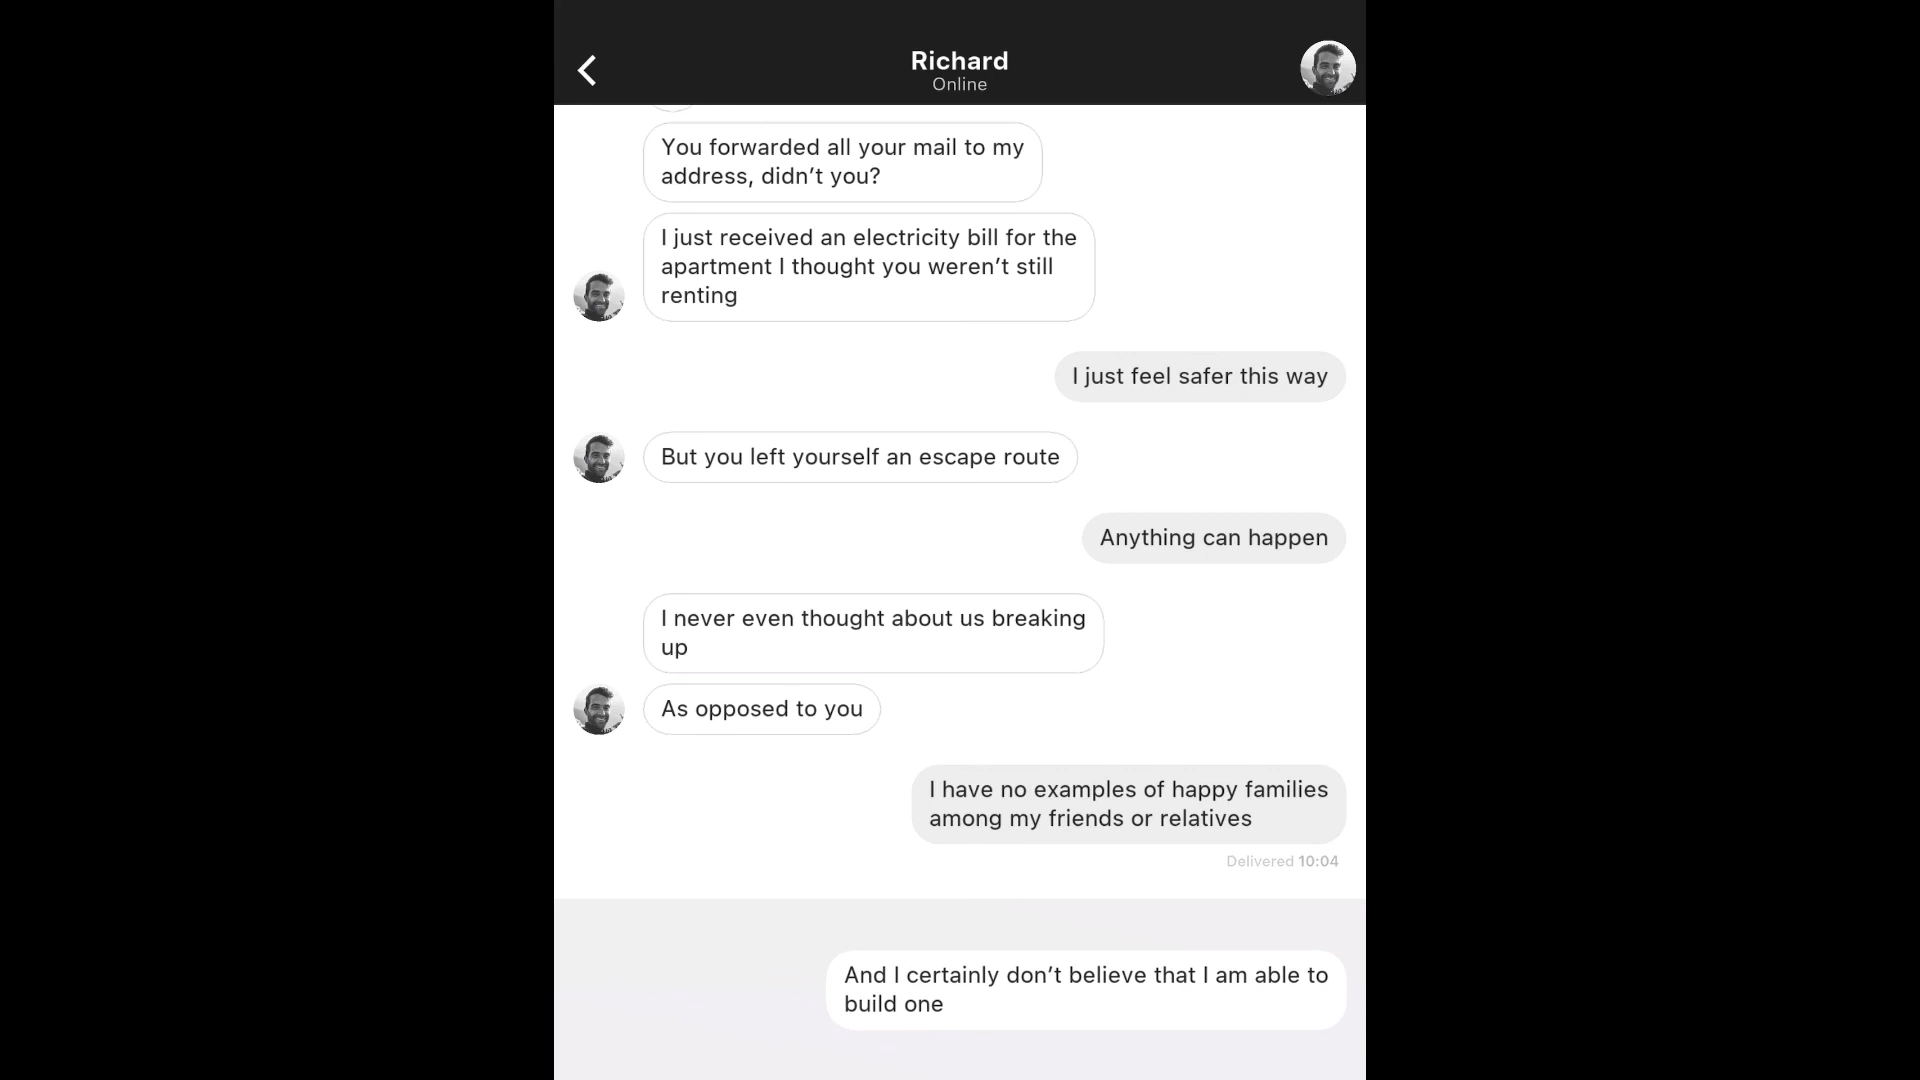 Richard
Online
You forwarded all your mail to my
address, didn’t you?
I just received an electricity bill for the
apartment I thought you weren’t still
renting
I just feel safer this way
But you left yourself an escape route
Anything can happen
I never even thought about us breaking
up
As opposed to you
I have no examples of happy families
among my friends or relatives
Delivered 10:04
And I certainly don’t believe that I am able to
build one